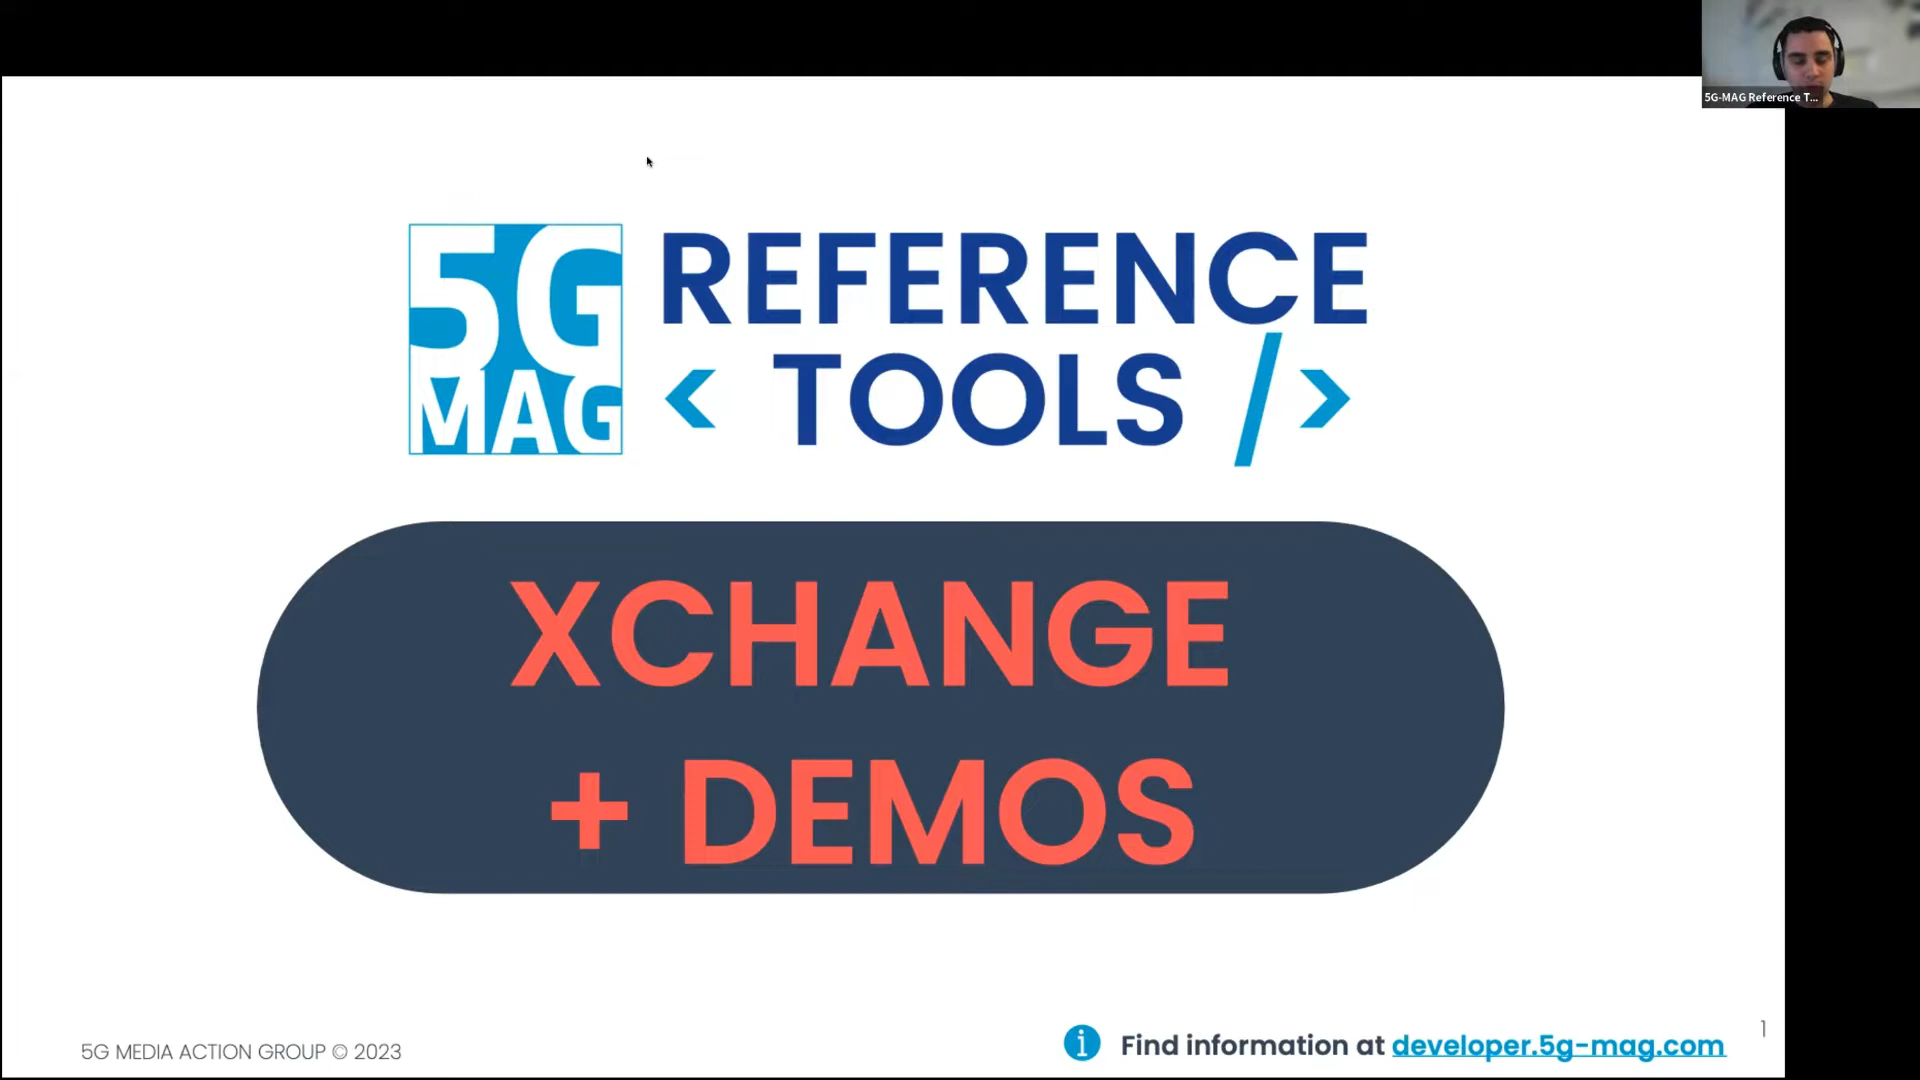 5G-MAG Reference T...
5G
MAG
REFERENCE
< TOOLS />
XCHANGE
+ DEMOS
5G MEDIA ACTION GROUP © 2023
i Find information at developer.5g-mag.com
1